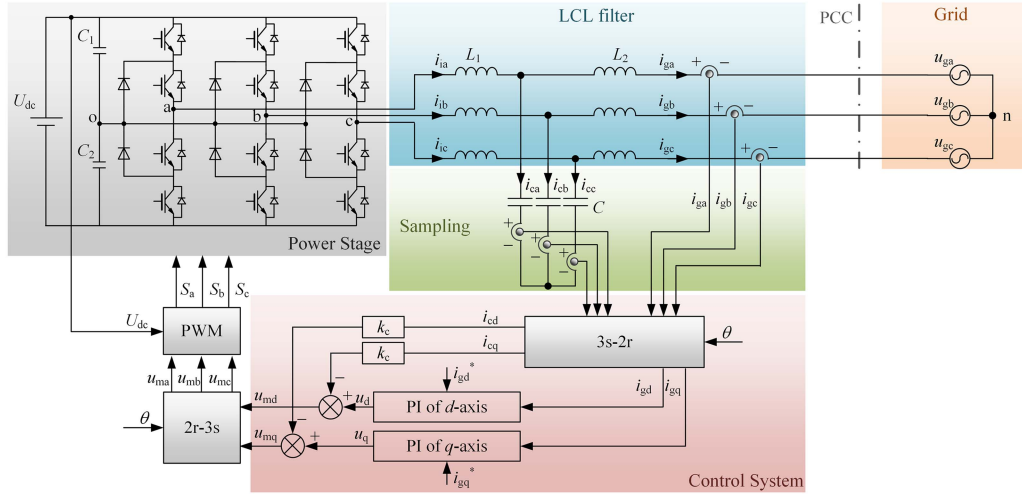 LCL filter
PCC
Grid
C₁
L₁
L₂
i_ia
i_ga
+ −
u_ga
U_dc
a
o
b
i_ib
i_gb
+ −
u_gb
n
c
C₂
i_ic
i_gc
+ −
u_gc
i_ca
i_cb
i_cc
C
i_ga
i_gb
i_gc
Sampling
+
−
+
−
+
−
Power Stage
S_a
S_b
S_c
U_dc
PWM
k_c
i_cd
k_c
i_cq
3s-2r
θ
u_ma
u_mb
u_mc
−
i_gd*
i_gd
i_gq
u_md
+
u_d
PI of d-axis
θ
2r-3s
−
u_mq
+
u_q
PI of q-axis
i_gq*
Control System